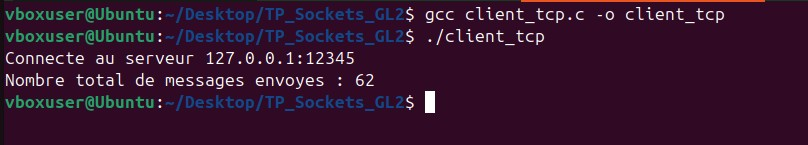 vboxuser@Ubuntu:~/Desktop/TP_Sockets_GL2$ gcc client_tcp.c -o client_tcp
vboxuser@Ubuntu:~/Desktop/TP_Sockets_GL2$ ./client_tcp
Connecte au serveur 127.0.0.1:12345
Nombre total de messages envoyes : 62
vboxuser@Ubuntu:~/Desktop/TP_Sockets_GL2$